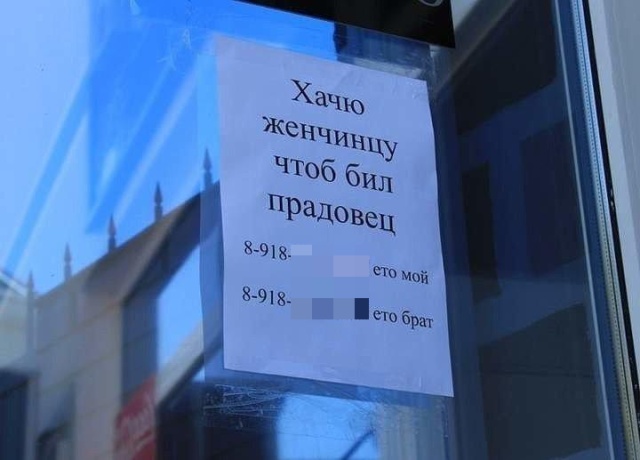 Хачю
женчинцу
чтоб бил
прадовец
8-918- ето мой
8-918- ето брат